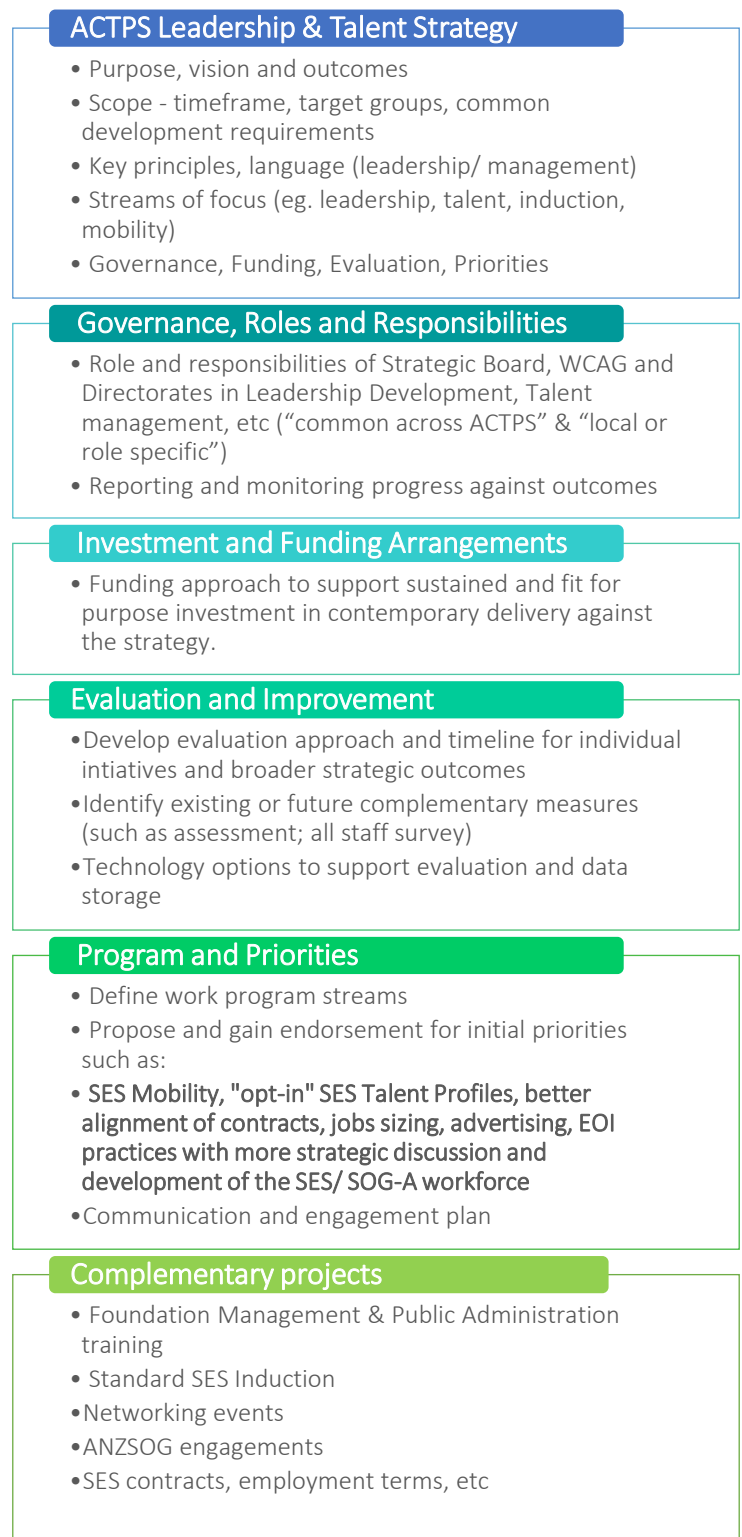 ACTPS Leadership & Talent Strategy
• Purpose, vision and outcomes
• Scope - timeframe, target groups, common
development requirements
• Key principles, language (leadership/ management)
• Streams of focus (eg. leadership, talent, induction,
mobility)
• Governance, Funding, Evaluation, Priorities
Governance, Roles and Responsibilities
• Role and responsibilities of Strategic Board, WCAG and
Directorates in Leadership Development, Talent
management, etc (“common across ACTPS” & “local or
role specific”)
• Reporting and monitoring progress against outcomes
Investment and Funding Arrangements
• Funding approach to support sustained and fit for
purpose investment in contemporary delivery against
the strategy.
Evaluation and Improvement
•Develop evaluation approach and timeline for individual
intiatives and broader strategic outcomes
•Identify existing or future complementary measures
(such as assessment; all staff survey)
•Technology options to support evaluation and data
storage
Program and Priorities
• Define work program streams
• Propose and gain endorsement for initial priorities
such as:
• SES Mobility, "opt-in" SES Talent Profiles, better
alignment of contracts, jobs sizing, advertising, EOI
practices with more strategic discussion and
development of the SES/ SOG-A workforce
•Communication and engagement plan
Complementary projects
• Foundation Management & Public Administration
training
• Standard SES Induction
•Networking events
•ANZSOG engagements
•SES contracts, employment terms, etc